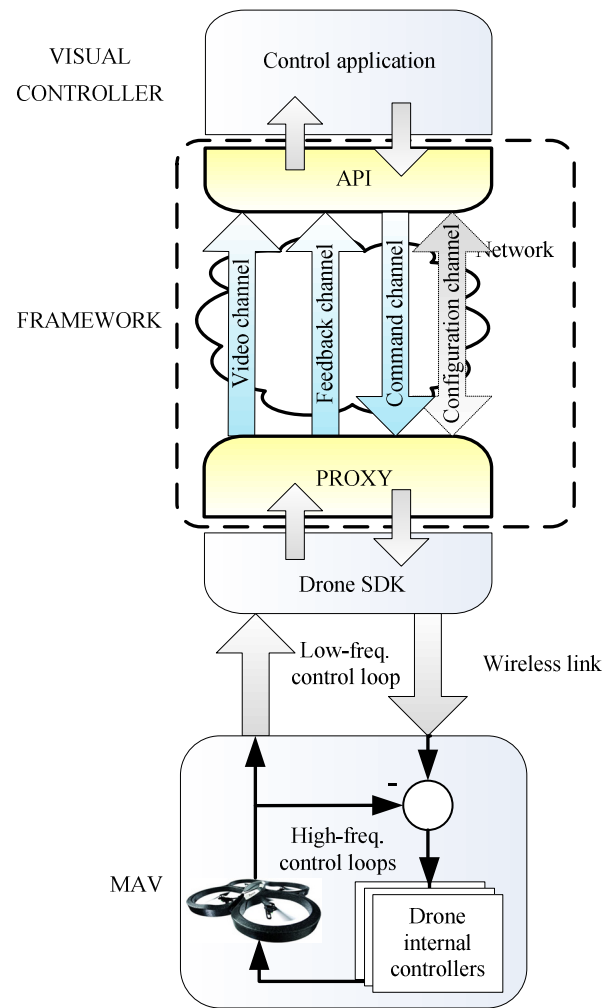 VISUAL
CONTROLLER
Control application
API
Network
FRAMEWORK
Video channel
Feedback channel
Command channel
Configuration channel
PROXY
Drone SDK
Low-freq.
control loop
Wireless link
-
High-freq.
control loops
MAV
Drone
internal
controllers